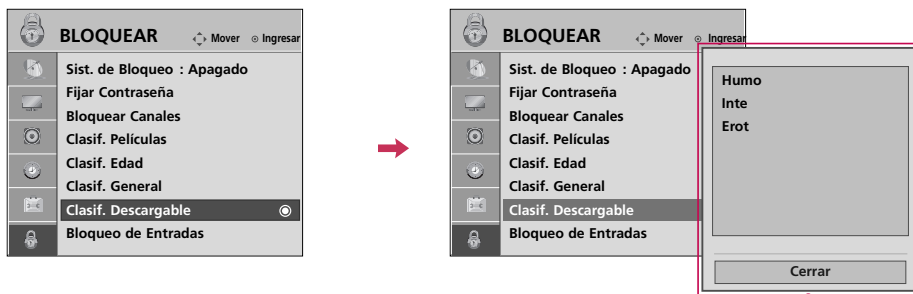 BLOQUEAR Mover Ingresar
Sist. de Bloqueo : Apagado
Fijar Contraseña
Bloquear Canales
Clasif. Películas
Clasif. Edad
Clasif. General
Clasif. Descargable
Bloqueo de Entradas
BLOQUEAR Mover Ingresar
Sist. de Bloqueo : Apagado
Fijar Contraseña
Bloquear Canales
Clasif. Películas
Clasif. Edad
Clasif. General
Clasif. Descargable
Bloqueo de Entradas
Humo
Inte
Erot
Cerrar